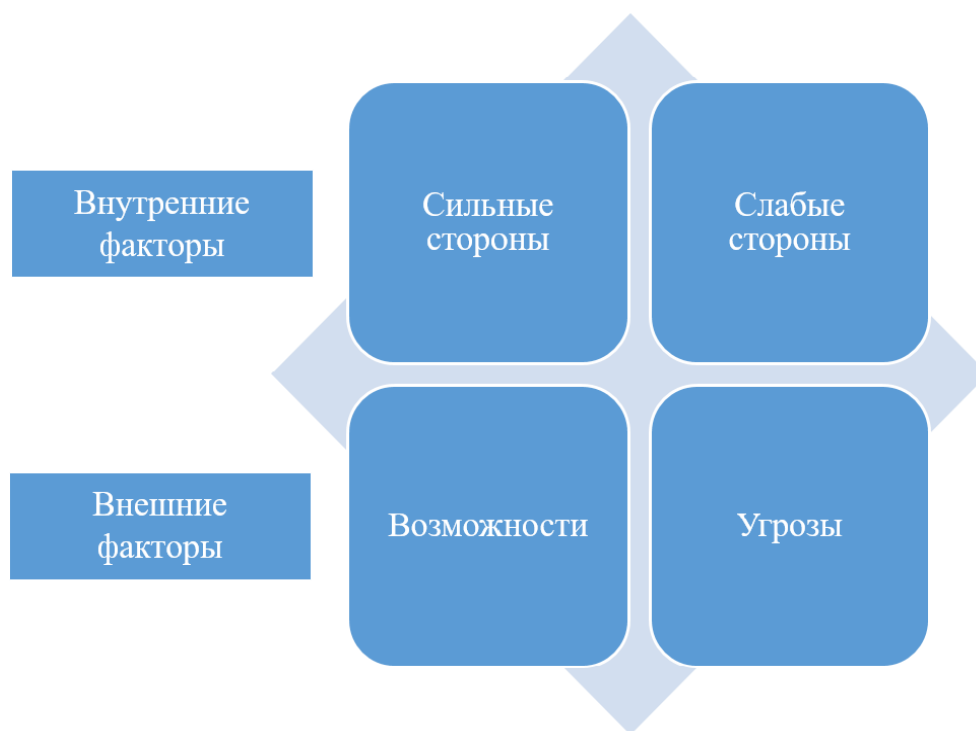 Внутренние
факторы
Сильные
стороны
Слабые
стороны
Внешние
факторы
Возможности
Угрозы